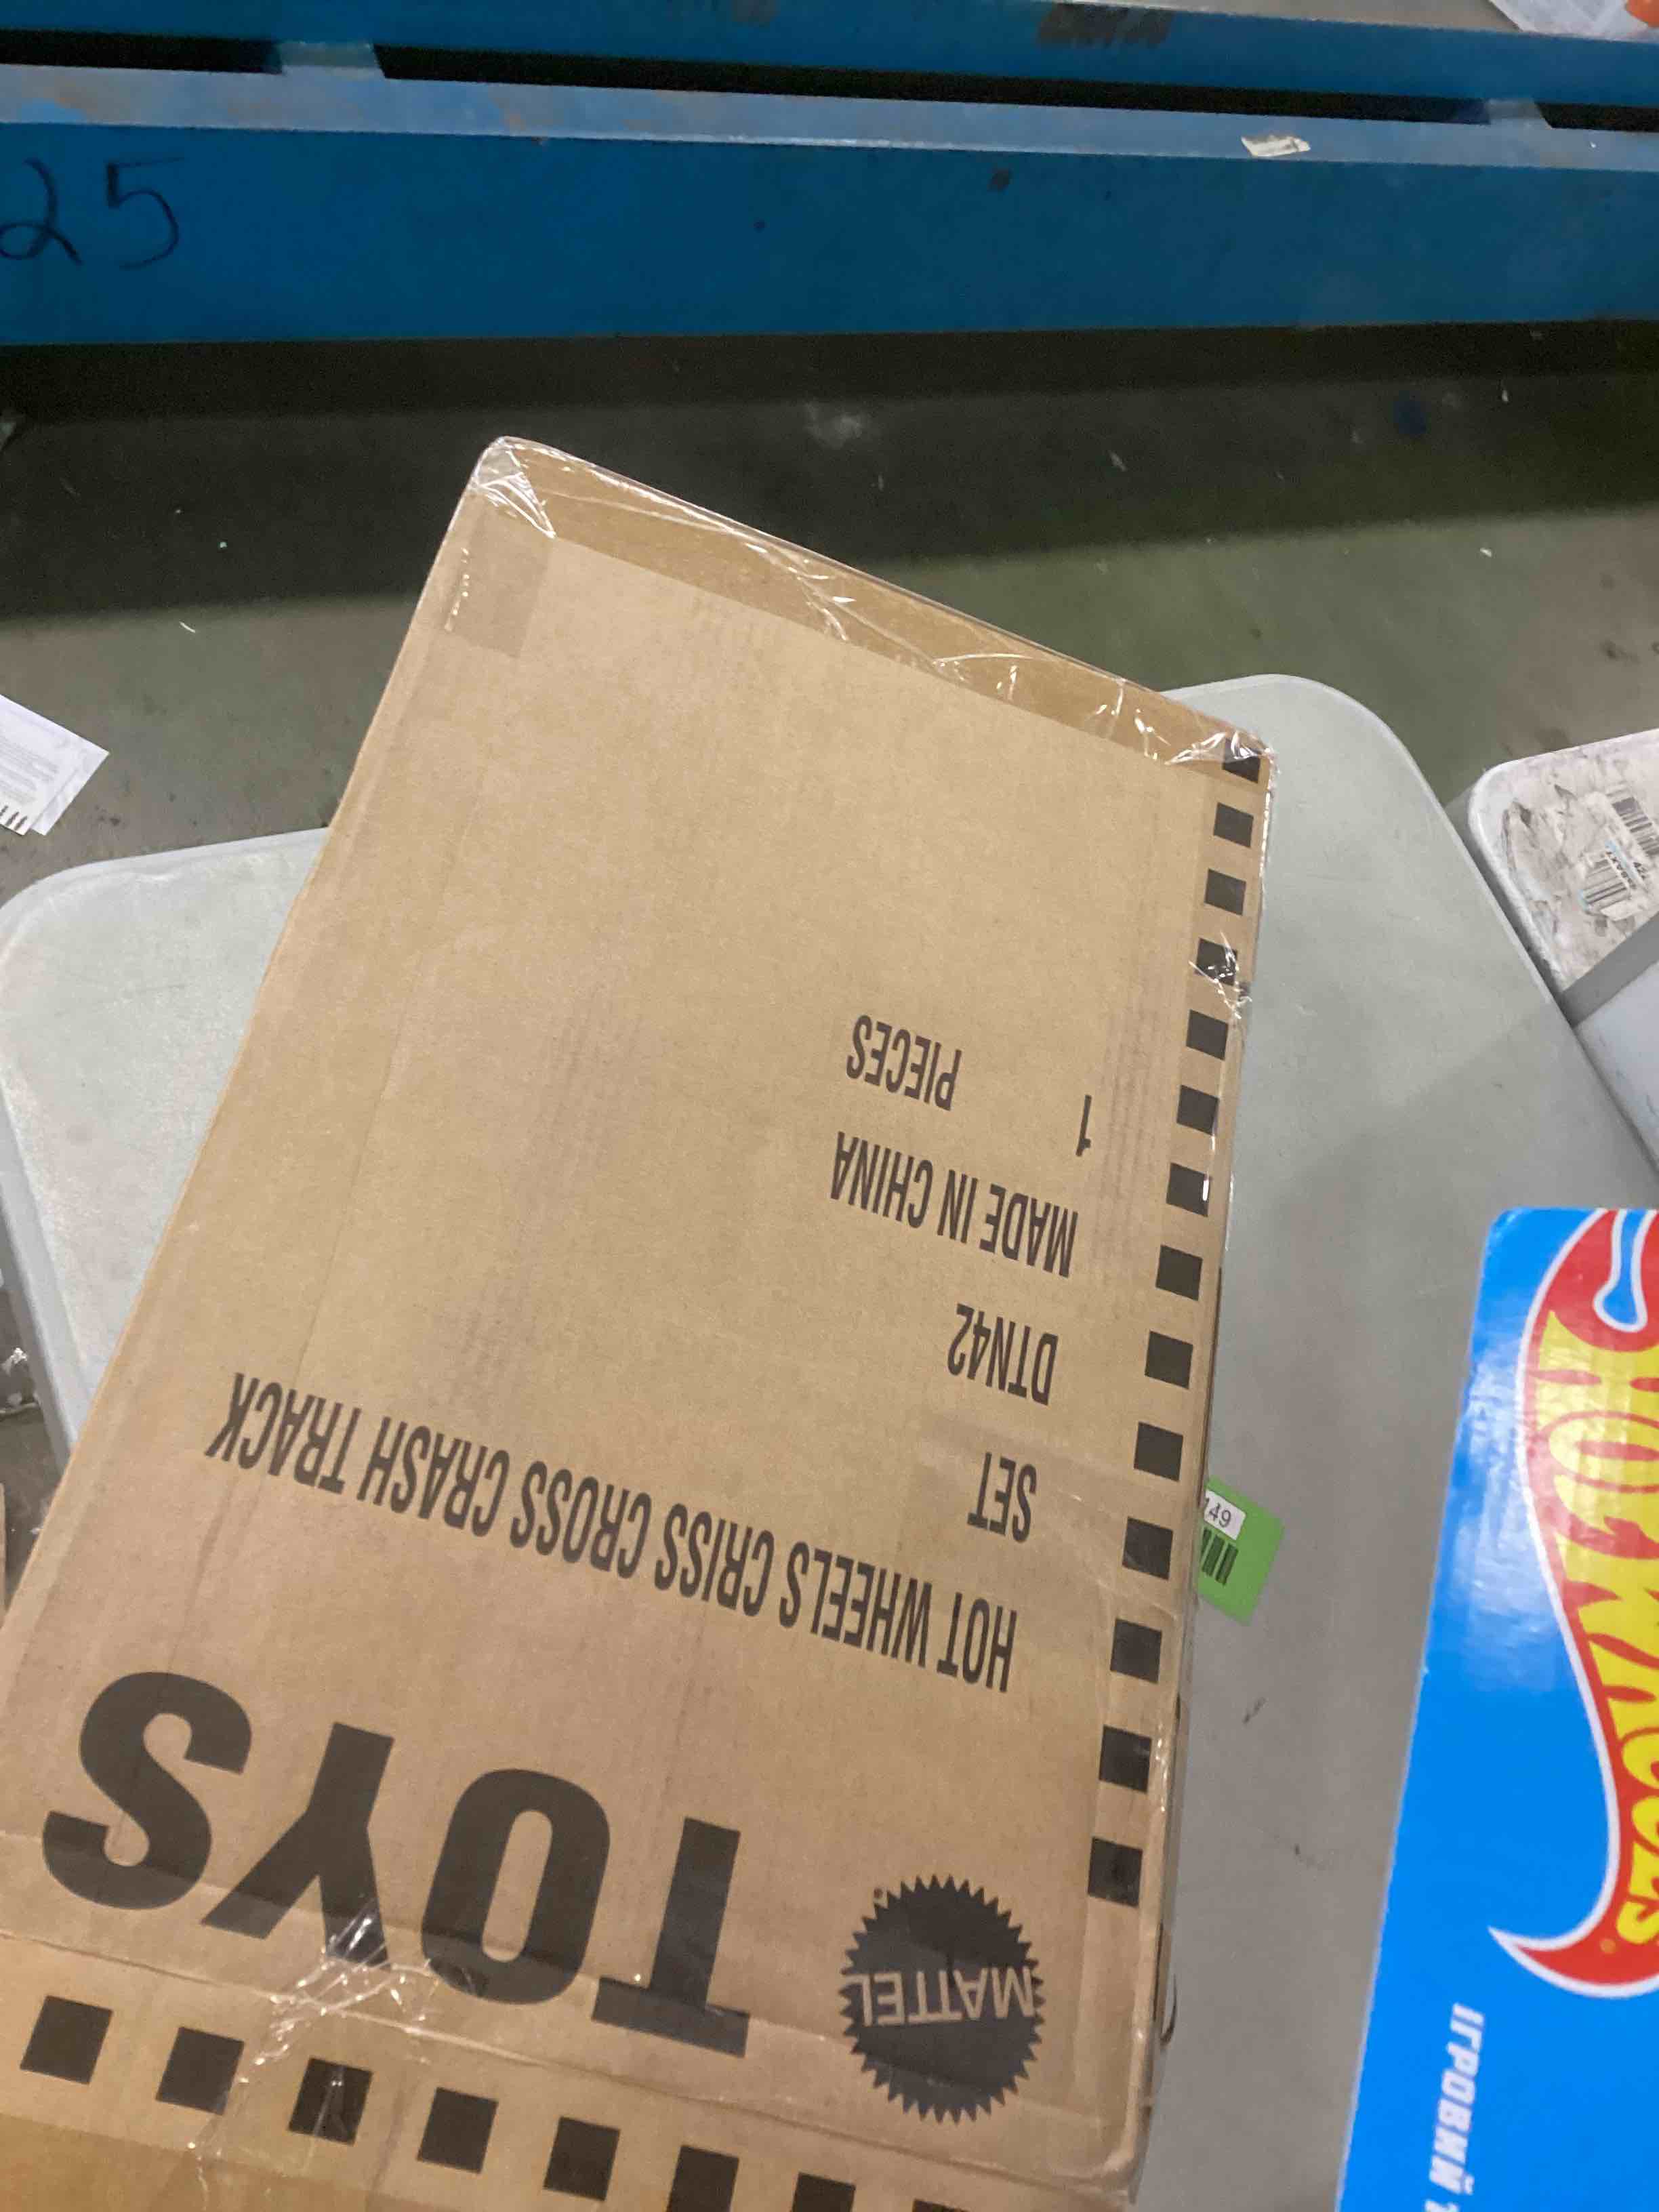 25
MATTEL
TOYS
HOT WHEELS CRISS CROSS CRASH TRACK
SET
DTN42
MADE IN CHINA
1
PIECES
149
HOT WHEELS
ІГРОВИЙ